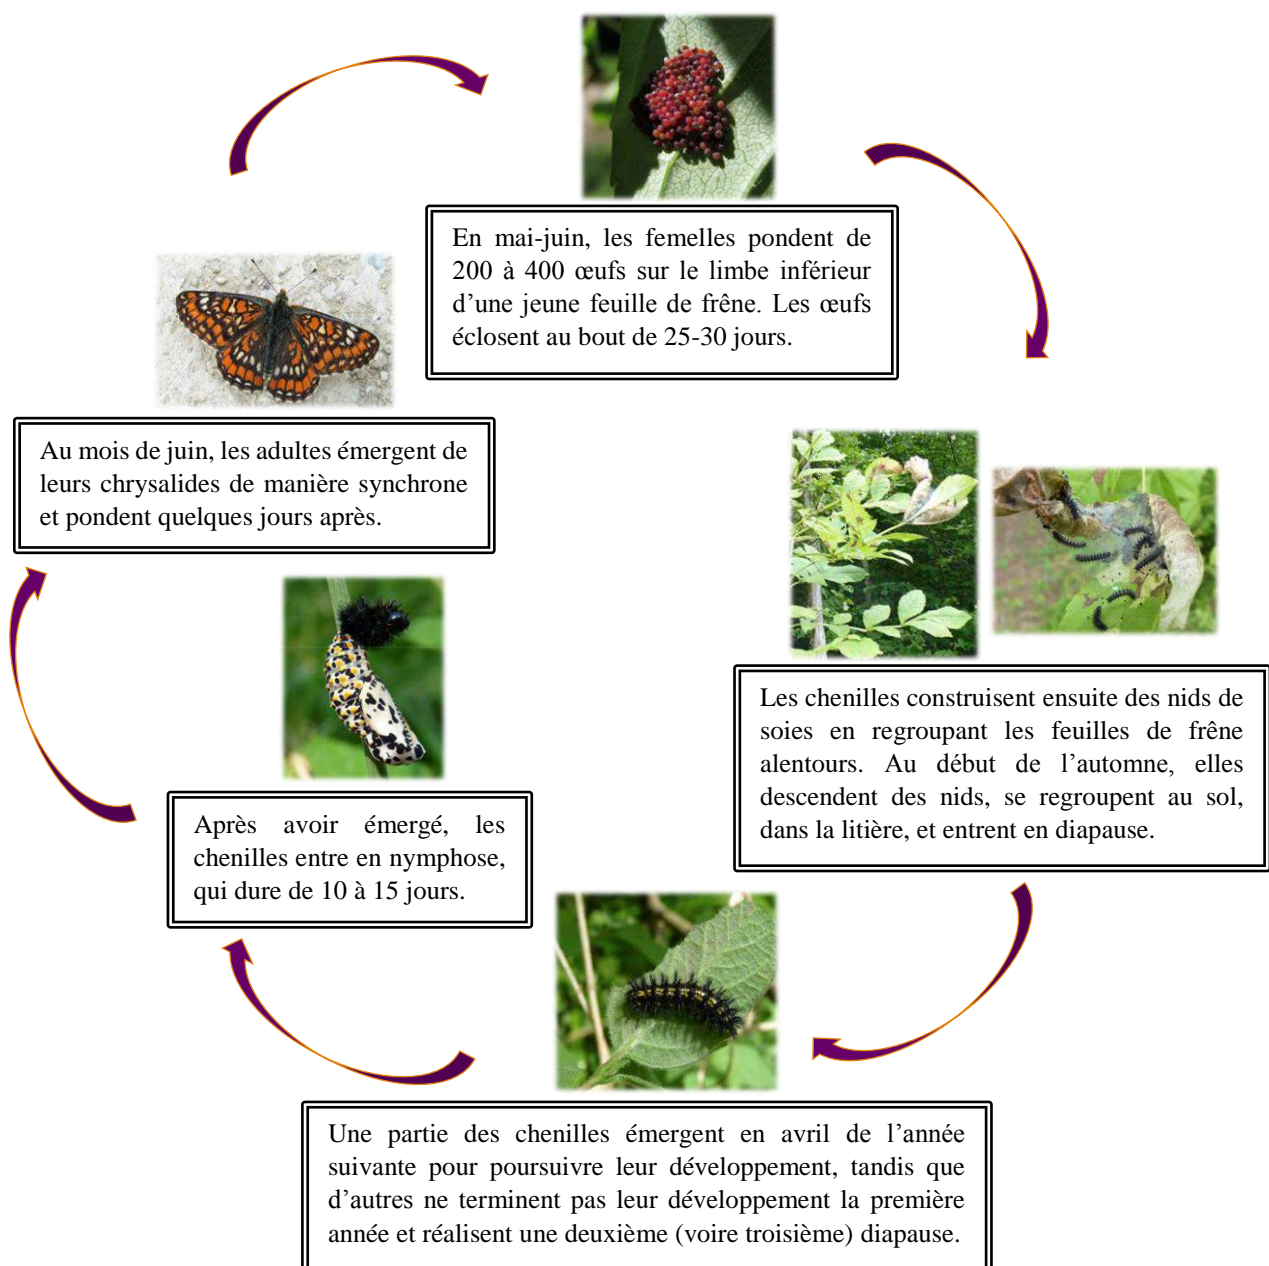 En mai-juin, les femelles pondent de
200 à 400 œufs sur le limbe inférieur
d’une jeune feuille de frêne. Les œufs
éclosent au bout de 25-30 jours.
Les chenilles construisent ensuite des nids de
soies en regroupant les feuilles de frêne
alentours. Au début de l’automne, elles
descendent des nids, se regroupent au sol,
dans la litière, et entrent en diapause.
Une partie des chenilles émergent en avril de l’année
suivante pour poursuivre leur développement, tandis que
d’autres ne terminent pas leur développement la première
année et réalisent une deuxième (voire troisième) diapause.
Après avoir émergé, les
chenilles entre en nymphose,
qui dure de 10 à 15 jours.
Au mois de juin, les adultes émergent de
leurs chrysalides de manière synchrone
et pondent quelques jours après.